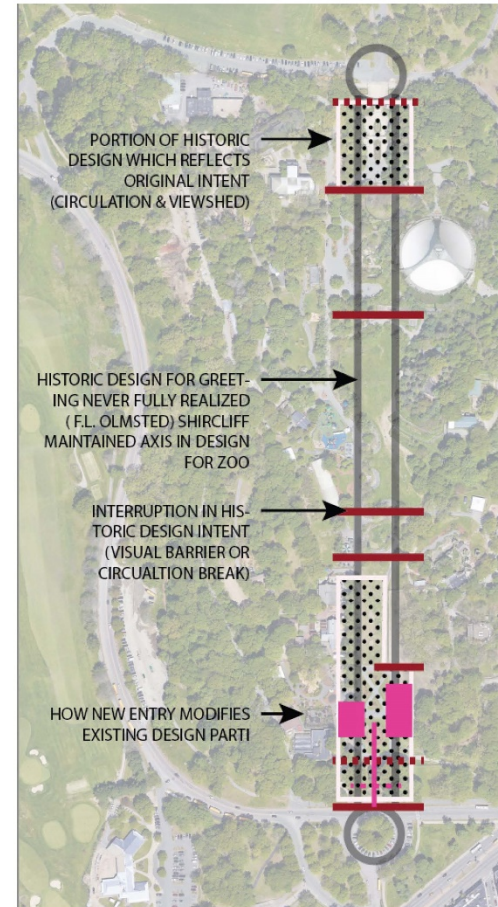 PORTION OF HISTORIC
DESIGN WHICH REFLECTS
ORIGINAL INTENT
(CIRCULATION & VIEWSHED)
HISTORIC DESIGN FOR GREET-
ING NEVER FULLY REALIZED
( F.L. OLMSTED) SHIRCLIFF
MAINTAINED AXIS IN DESIGN
FOR ZOO
INTERRUPTION IN HIS-
TORIC DESIGN INTENT
(VISUAL BARRIER OR
CIRCUALTION BREAK)
HOW NEW ENTRY MODIFIES
EXISTING DESIGN PARTI